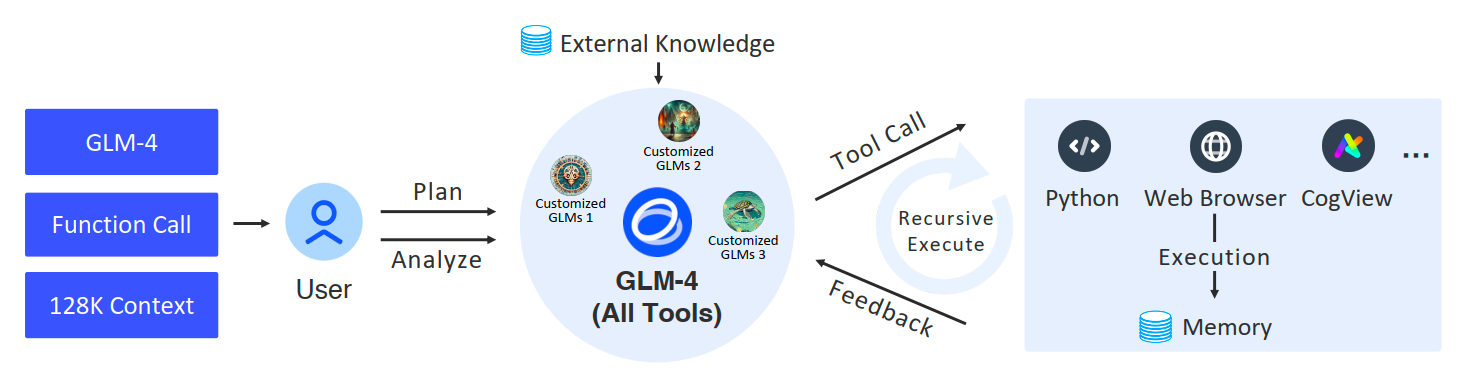 External Knowledge
GLM-4
Function Call
128K Context
User
Plan
Analyze
Customized
GLMs 2
Customized
GLMs 1
Customized
GLMs 3
GLM-4
(All Tools)
Tool Call
Recursive
Execute
Feedback
Python
Web Browser
CogView
...
Execution
Memory